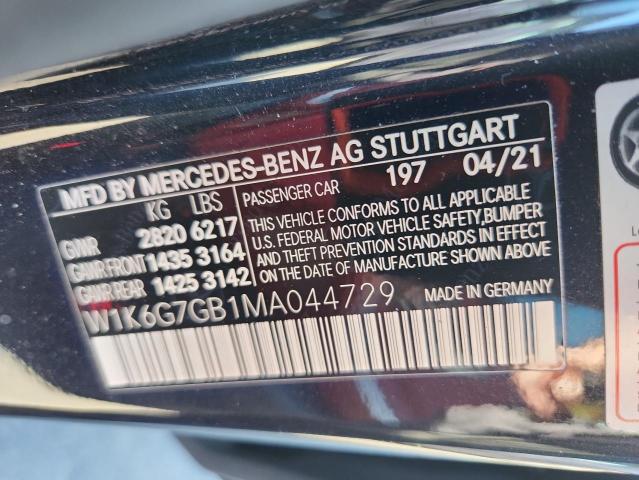 MFD BY MERCEDES-BENZ AG STUTTGART
KG LBS
GVWR 2820 6217
GAWR FRONT 1435 3164
GAWR REAR 1425 3142
PASSENGER CAR 197 04/21
THIS VEHICLE CONFORMS TO ALL APPLICABLE
U.S. FEDERAL MOTOR VEHICLE SAFETY,BUMPER
AND THEFT PREVENTION STANDARDS IN EFFECT
ON THE DATE OF MANUFACTURE SHOWN ABOVE
W1K6G7GB1MA044729
MADE IN GERMANY